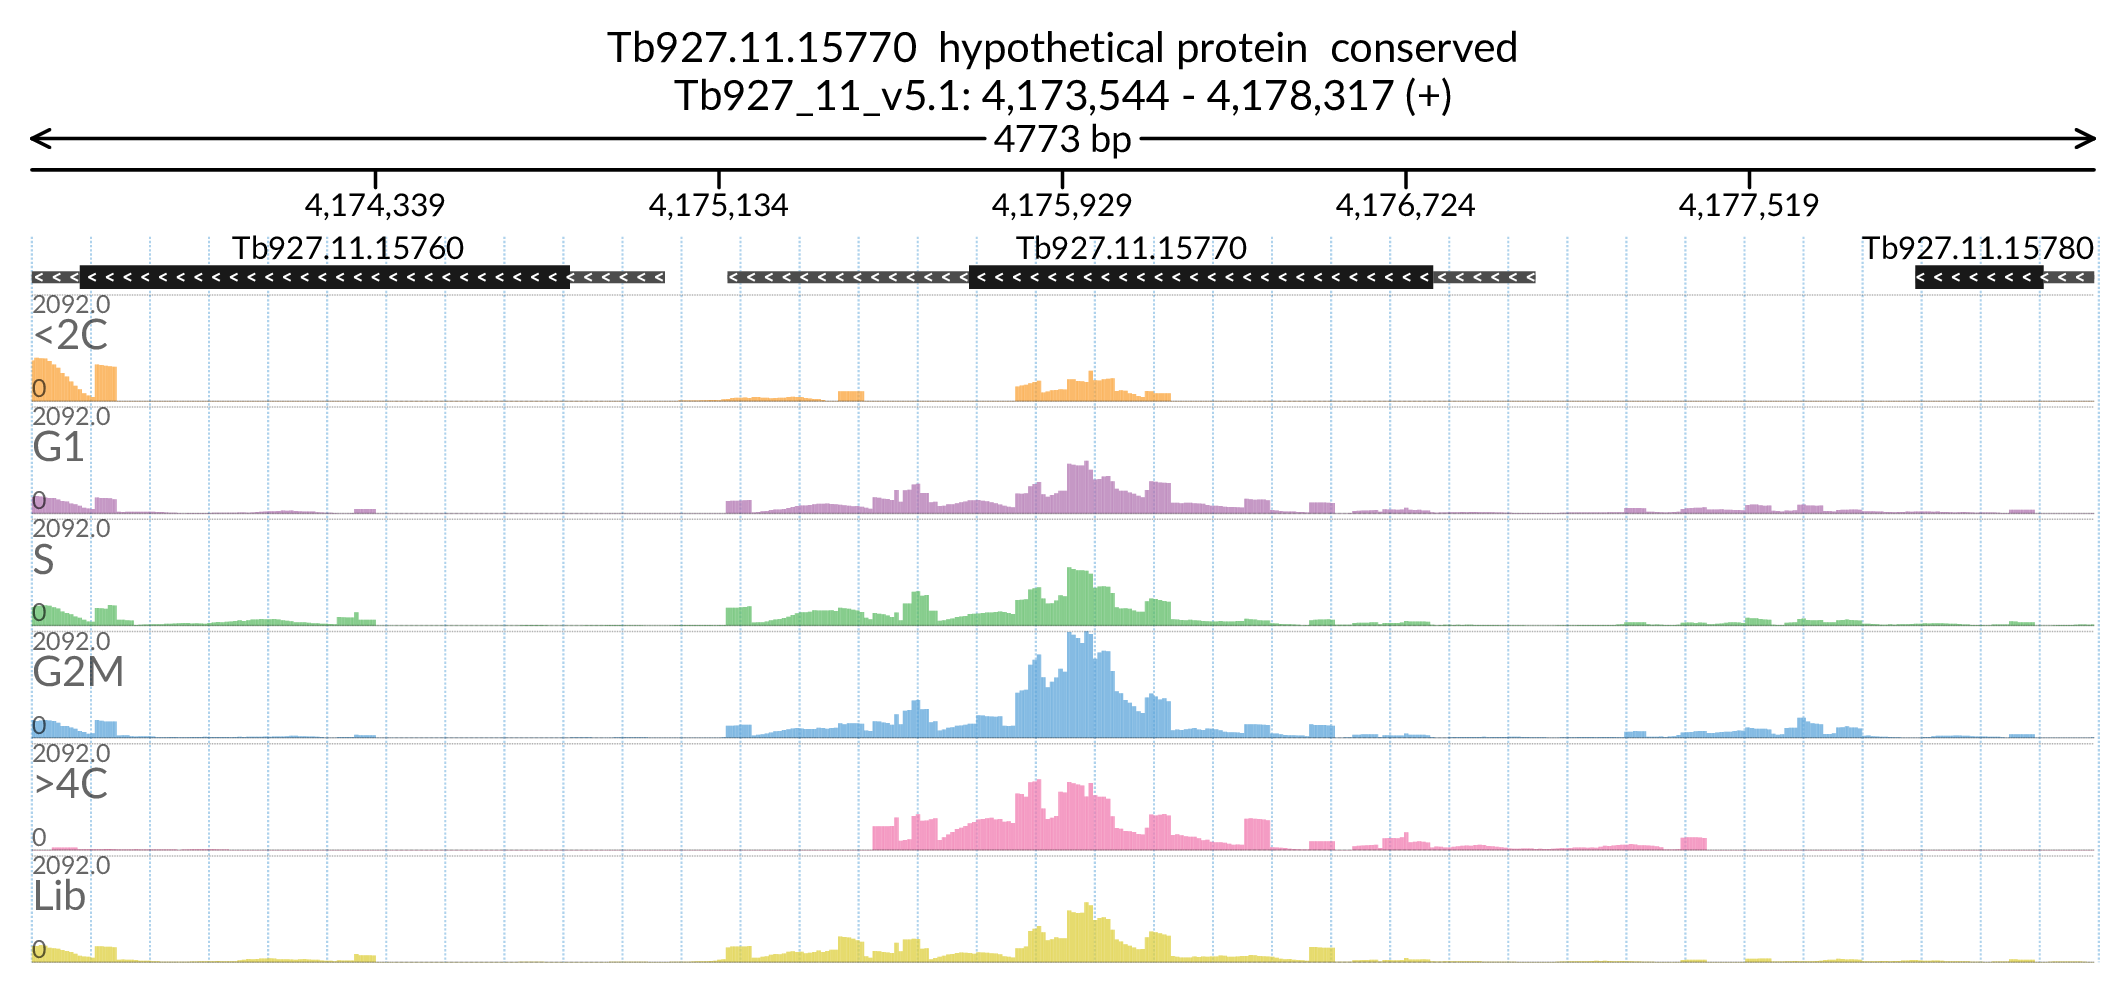 Tb927.11.15770 hypothetical protein conserved
Tb927_11_v5.1: 4,173,544 - 4,178,317 (+)
4773 bp
4,174,339 4,175,134 4,175,929 4,176,724 4,177,519
Tb927.11.15760 Tb927.11.15770 Tb927.11.15780
2092.0
<2C
0
2092.0
G1
0
2092.0
S
0
2092.0
G2M
0
2092.0
>4C
0
2092.0
Lib
0